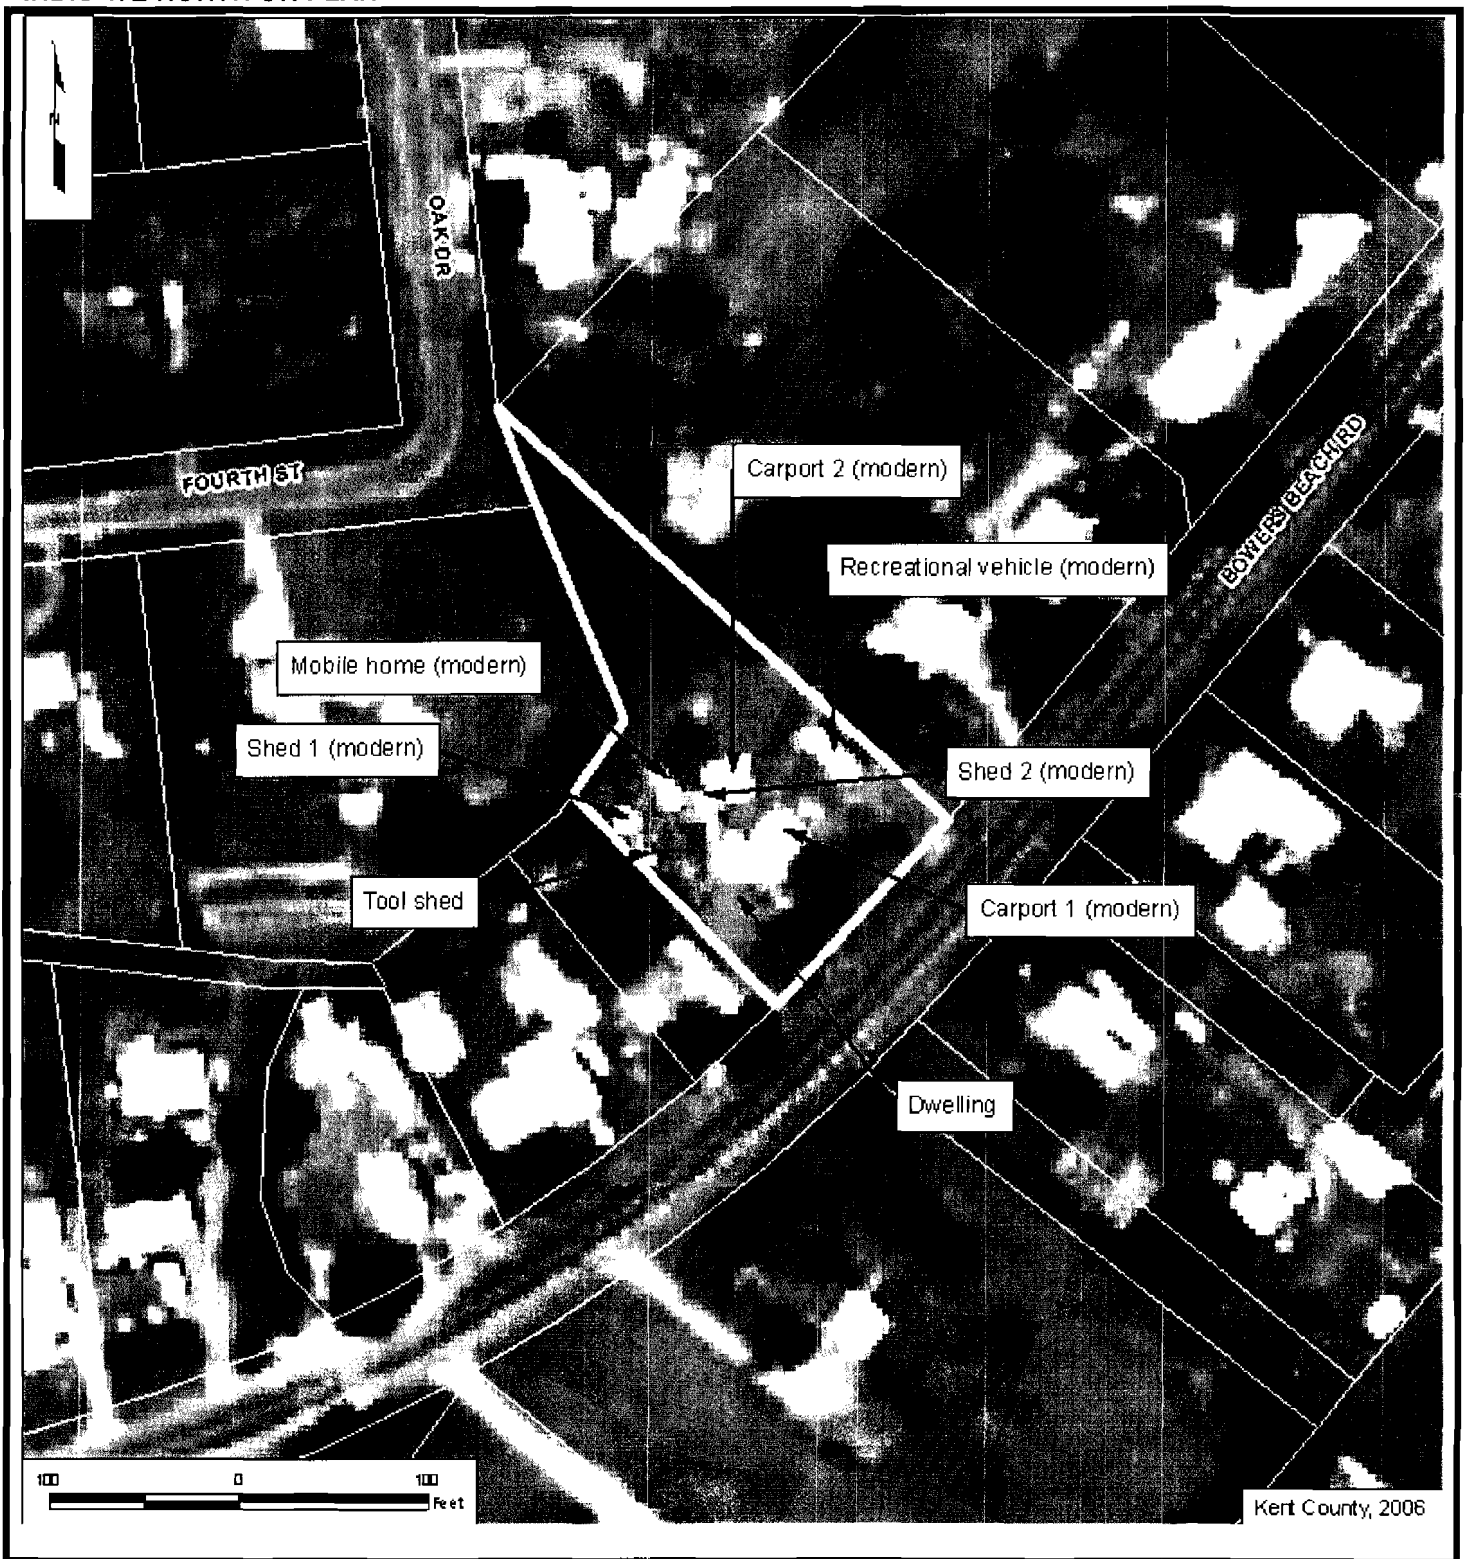 N
OAK DR
FOURTH ST
Carport 2 (modern)
BOWERS BEACH RD
Recreational vehicle (modern)
Mobile home (modern)
Shed 1 (modern)
Shed 2 (modern)
Tool shed
Carport 1 (modern)
Dwelling
100 0 100
Feet
Kent County, 2006